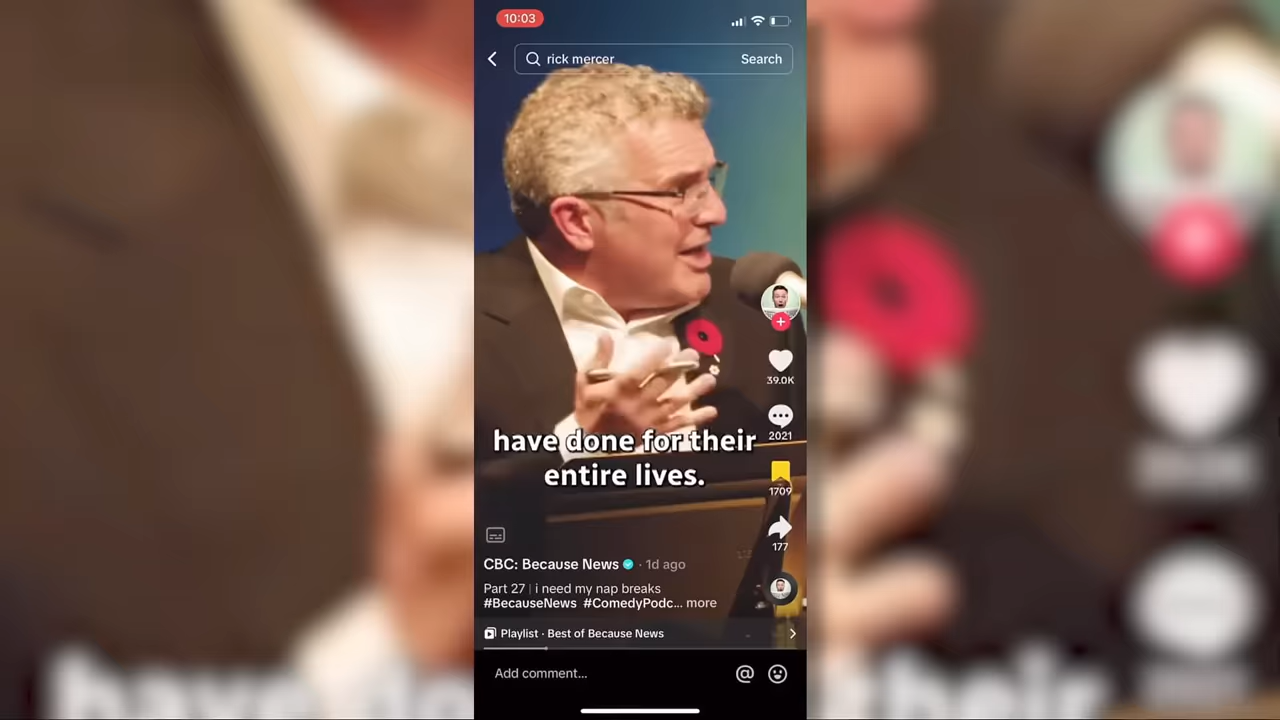 10:03
rick mercer
Search
39.0K
2021
1709
177
have done for their
entire lives.
CBC: Because News · 1d ago
Part 27 | i need my nap breaks
#BecauseNews #ComedyPodc... more
Playlist · Best of Because News
Add comment...
@